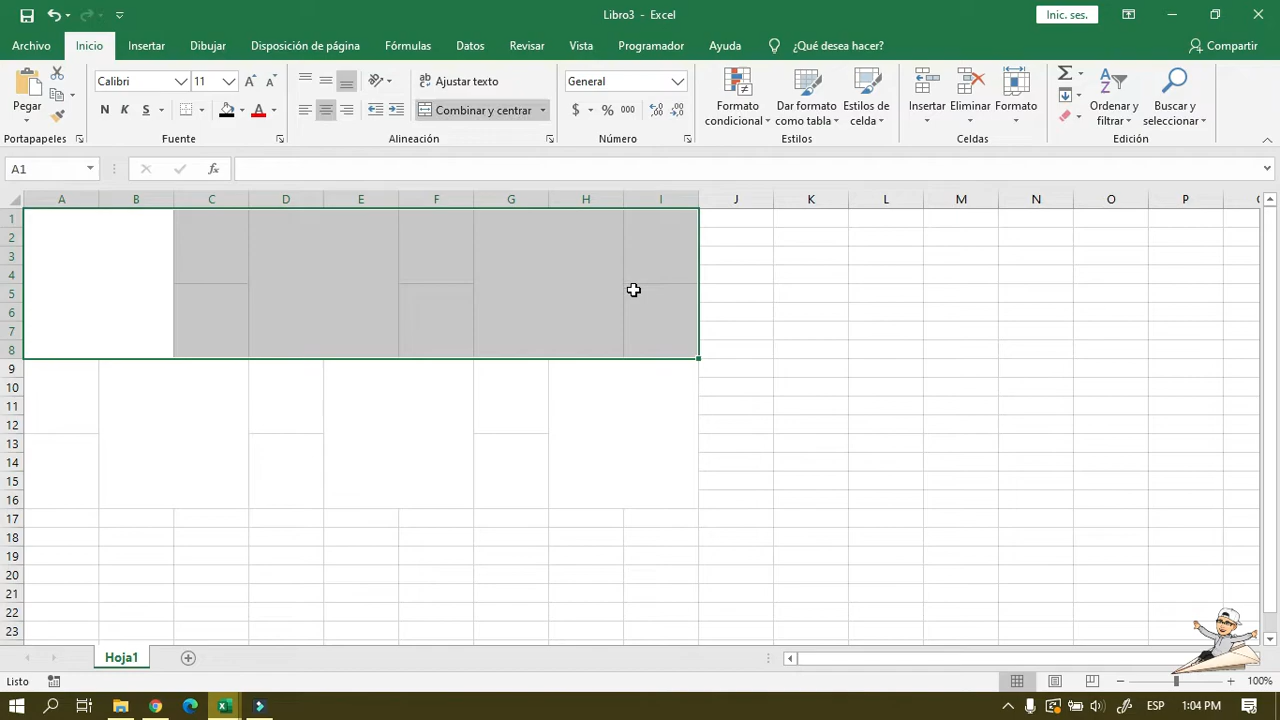 Libro3 - Excel
Inic. ses.
Archivo
Inicio
Insertar
Dibujar
Disposición de página
Fórmulas
Datos
Revisar
Vista
Programador
Ayuda
¿Qué desea hacer?
Compartir
Pegar
Portapapeles
Calibri
11
N K S
Fuente
Ajustar texto
Combinar y centrar
Alineación
General
$ % 000
Número
Formato condicional
Dar formato como tabla
Estilos de celda
Estilos
Insertar
Eliminar
Formato
Celdas
Ordenar y filtrar
Buscar y seleccionar
Edición
A1
fx
A B C D E F G H I J K L M N O P
1
2
3
4
5
6
7
8
9
10
11
12
13
14
15
16
17
18
19
20
21
22
23
Hoja1
Listo
100%
ESP
1:04 PM